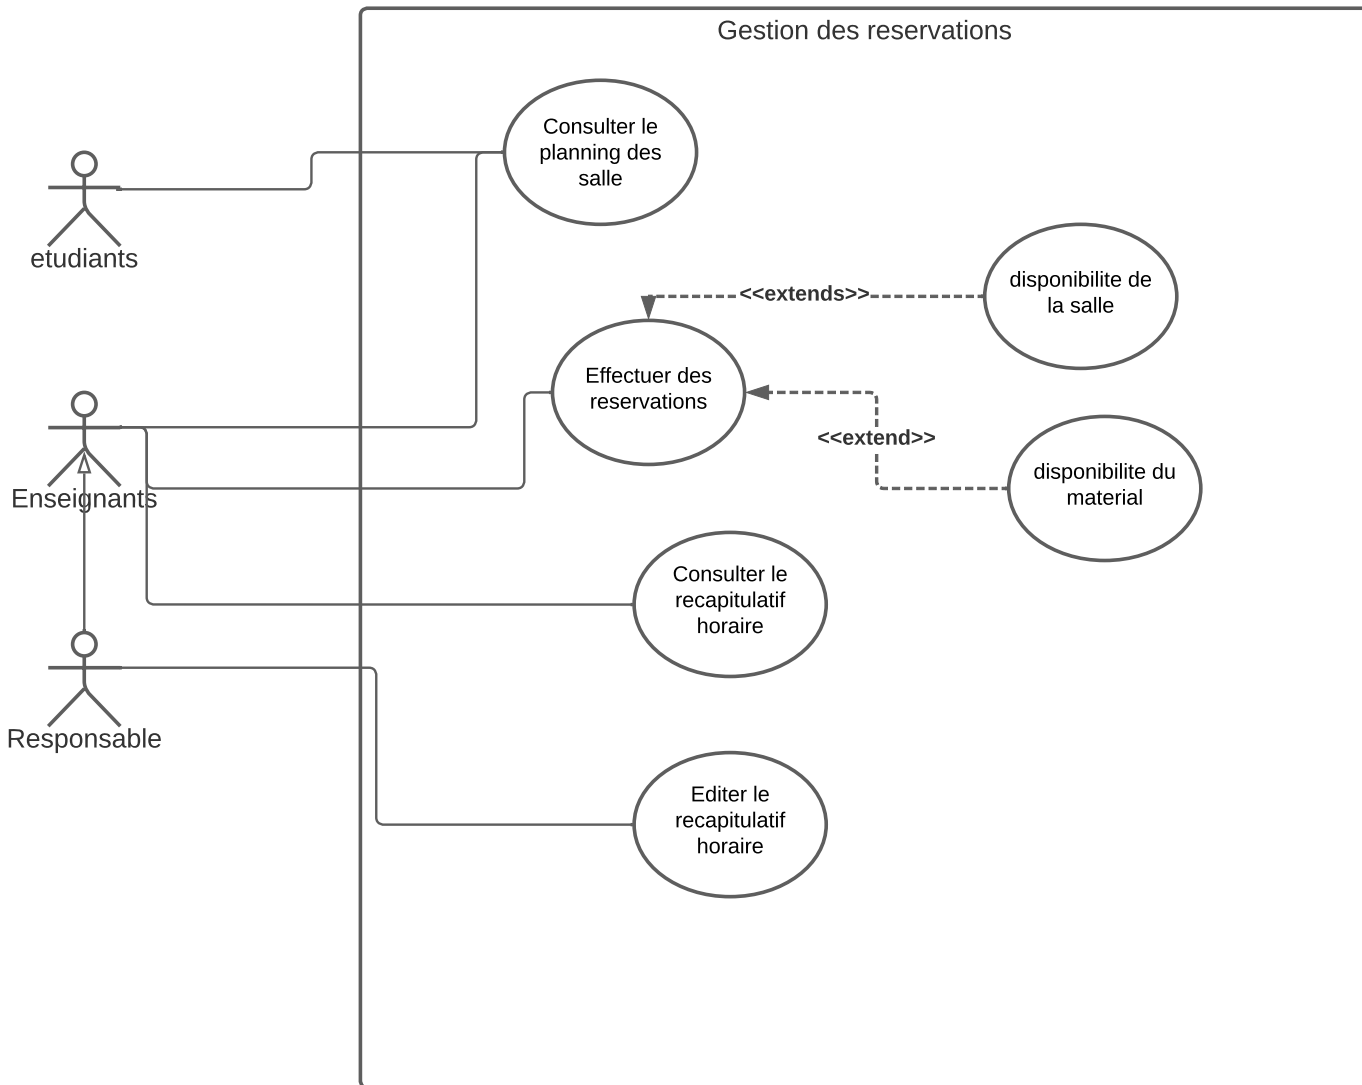 Gestion des reservations
Consulter le
planning des
salle
etudiants
disponibilite de
la salle
<<extends>>
Effectuer des
reservations
<<extend>>
disponibilite du
material
Enseignants
Consulter le
recapitulatif
horaire
Responsable
Editer le
recapitulatif
horaire